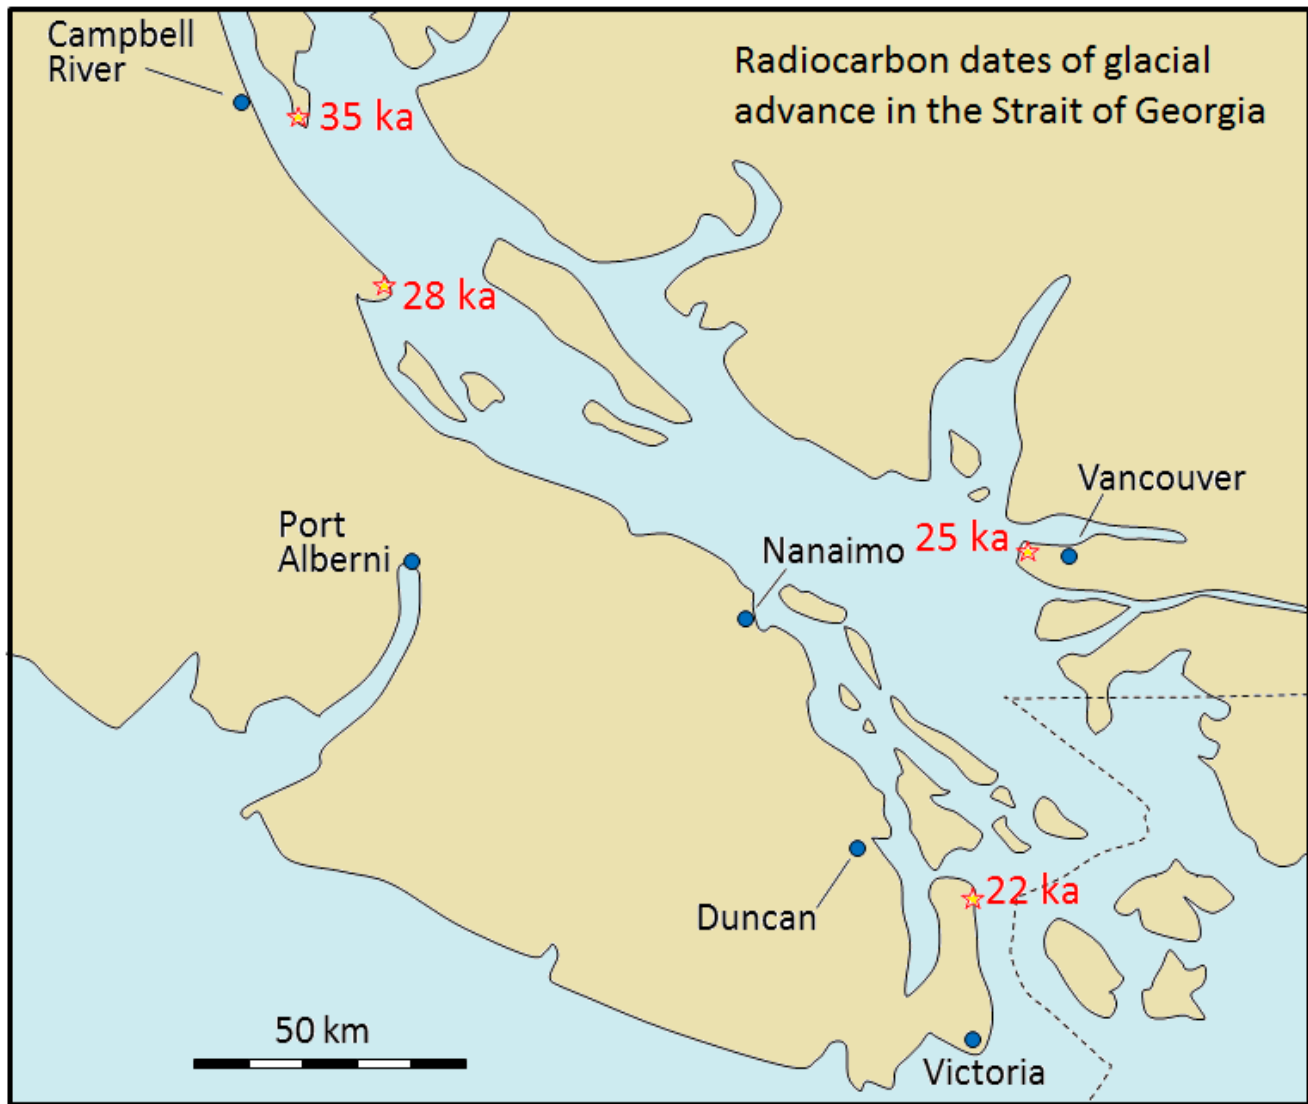 Campbell
River
Radiocarbon dates of glacial
advance in the Strait of Georgia
35 ka
28 ka
Vancouver
Port
Alberni
Nanaimo
25 ka
22 ka
Duncan
50 km
Victoria